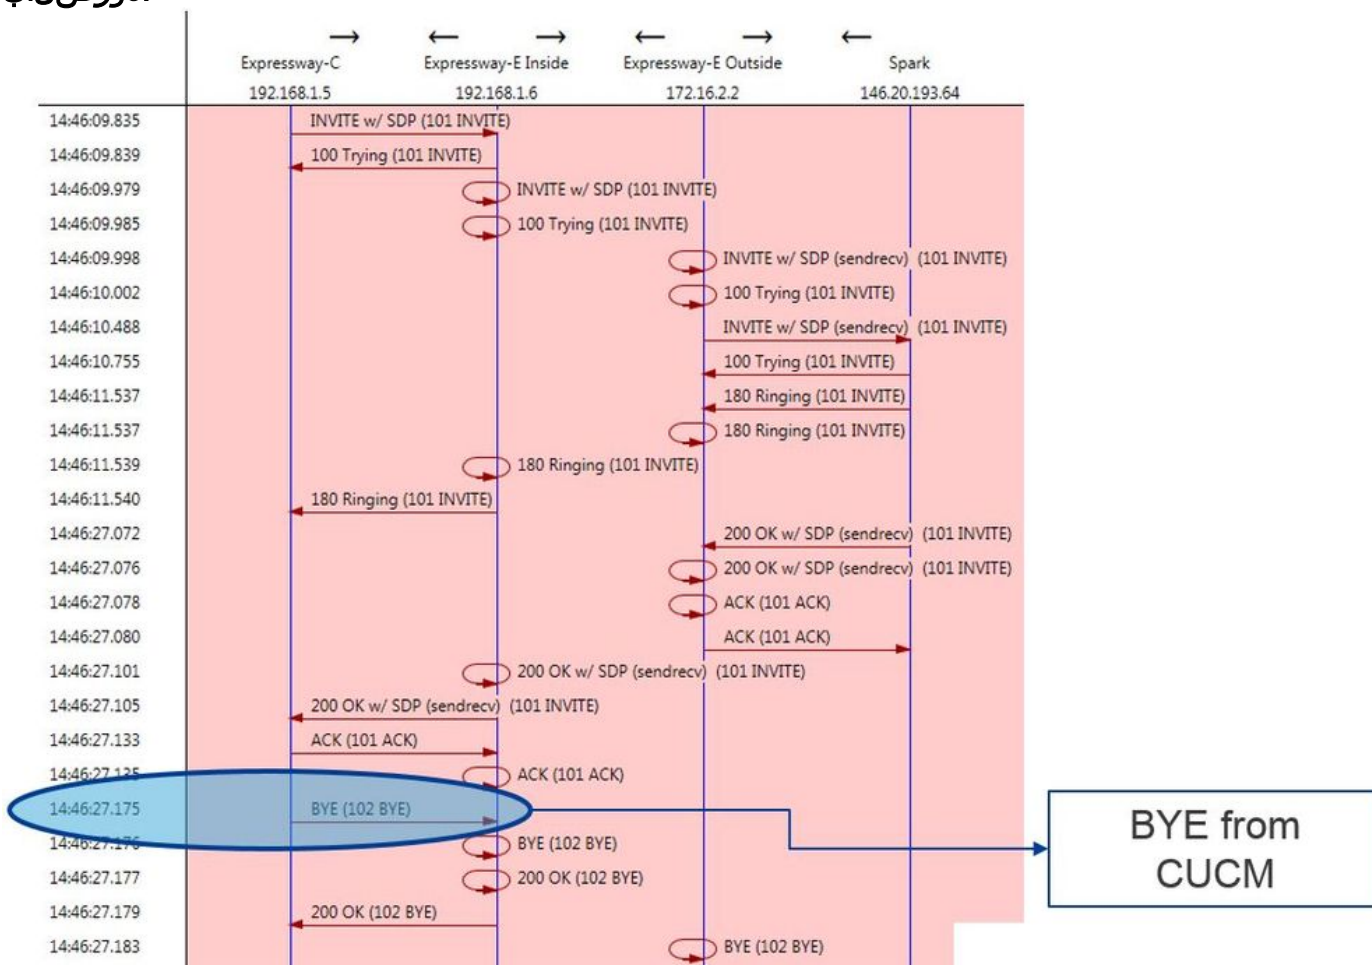 → ← → ← → ←
Expressway-C Expressway-E Inside Expressway-E Outside Spark
192.168.1.5 192.168.1.6 172.16.2.2 146.20.193.64
14:46:09.835 INVITE w/ SDP (101 INVITE)
14:46:09.839 100 Trying (101 INVITE)
14:46:09.979 INVITE w/ SDP (101 INVITE)
14:46:09.985 100 Trying (101 INVITE)
14:46:09.998 INVITE w/ SDP (sendrecv) (101 INVITE)
14:46:10.002 100 Trying (101 INVITE)
14:46:10.488 INVITE w/ SDP (sendrecv) (101 INVITE)
14:46:10.755 100 Trying (101 INVITE)
14:46:11.537 180 Ringing (101 INVITE)
14:46:11.537 180 Ringing (101 INVITE)
14:46:11.539 180 Ringing (101 INVITE)
14:46:11.540 180 Ringing (101 INVITE)
14:46:27.072 200 OK w/ SDP (sendrecv) (101 INVITE)
14:46:27.076 200 OK w/ SDP (sendrecv) (101 INVITE)
14:46:27.078 ACK (101 ACK)
14:46:27.080 ACK (101 ACK)
14:46:27.101 200 OK w/ SDP (sendrecv) (101 INVITE)
14:46:27.105 200 OK w/ SDP (sendrecv) (101 INVITE)
14:46:27.133 ACK (101 ACK)
14:46:27.135 ACK (101 ACK)
14:46:27.175 BYE (102 BYE)
14:46:27.176 BYE (102 BYE)
14:46:27.177 200 OK (102 BYE)
14:46:27.179 200 OK (102 BYE)
14:46:27.183 BYE (102 BYE)
BYE from
CUCM